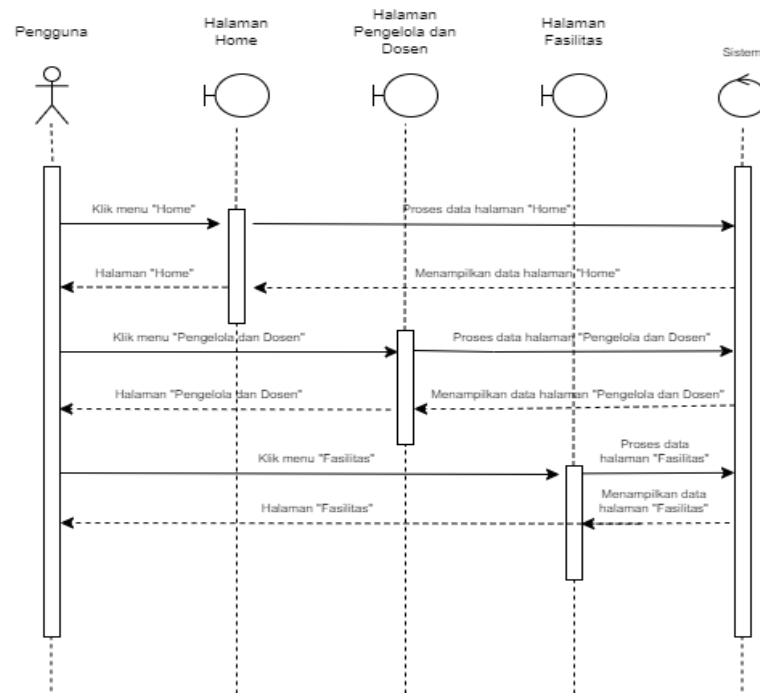 Pengguna
Halaman
Home
Halaman
Pengelola dan
Dosen
Halaman
Fasilitas
Sistem
Klik menu "Home"
Proses data halaman "Home"
Halaman "Home"
Menampilkan data halaman "Home"
Klik menu "Pengelola dan Dosen"
Proses data halaman "Pengelola dan Dosen"
Halaman "Pengelola dan Dosen"
Menampilkan data halaman "Pengelola dan Dosen"
Klik menu "Fasilitas"
Proses data
halaman "Fasilitas"
Halaman "Fasilitas"
Menampilkan data
halaman "Fasilitas"